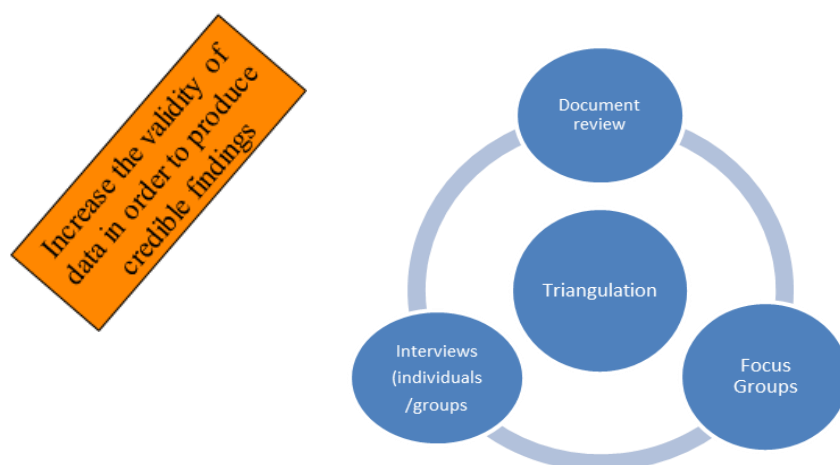 Increase the validity of
data in order to produce
credible findings
Document
review
Triangulation
Interviews
(individuals
/groups
Focus
Groups